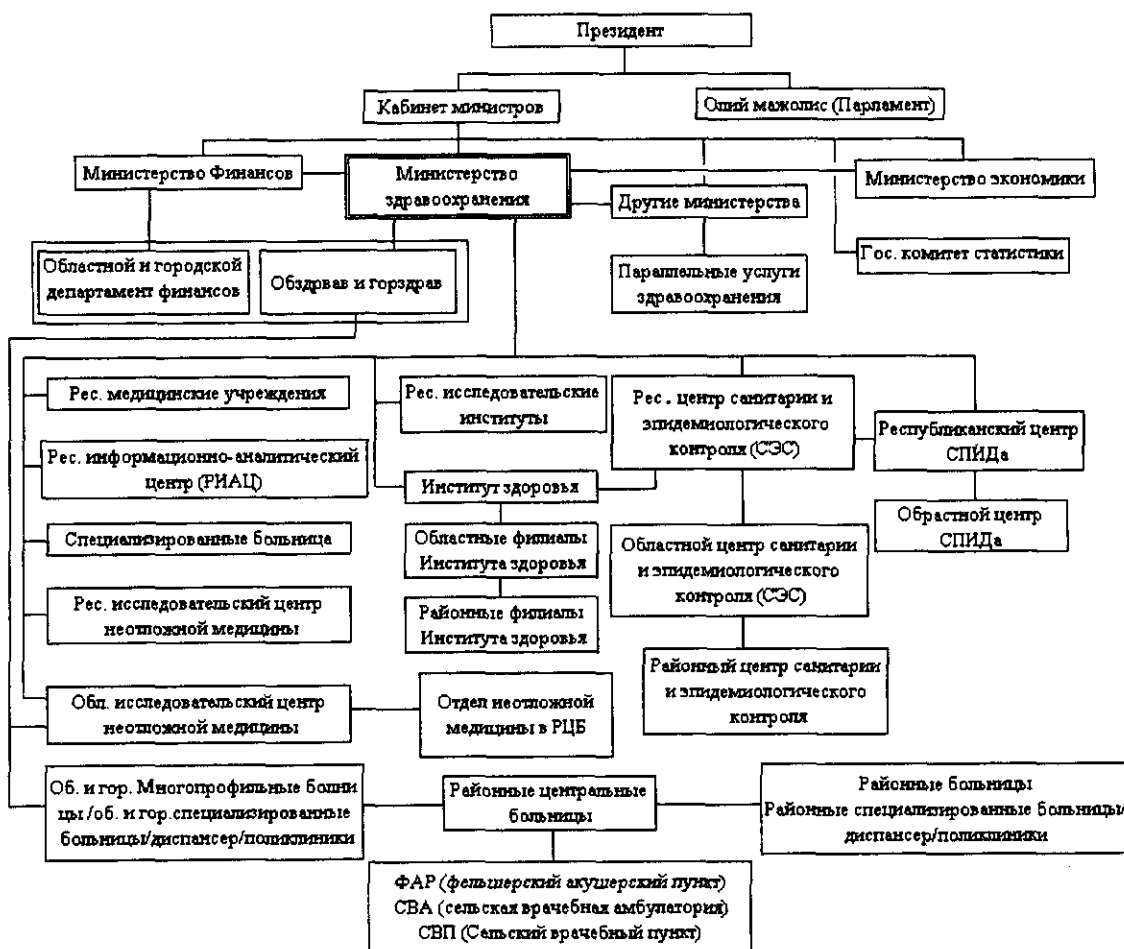 Президент
Кабинет министров
Олий мажолис (Парламент)
Министерство Финансов
Министерство
здравоохранения
Министерство экономики
Другие министерства
Областной и городской
департамент финансов
Обздрвав и горздрав
Параллельные услуги
здравоохранения
Гос. комитет статистики
Рес. медицинские учреждения
Рес. исследовательские
институты
Рес. центр санитарии и
эпидемиологического
контроля (СЭС)
Республиканский центр
СПИДа
Рес. информационно-аналитический
центр (РИАЦ)
Институт здоровья
Специализированные больница
Областные филиалы
Института здоровья
Областной центр санитарии
и эпидемиологического
контроля (СЭС)
Обрастной центр
СПИДа
Рес. исследовательский центр
неотложной медицины
Районные филиалы
Института здоровья
Районный центр санитарии
и эпидемиологического
контроля
Обл. исследовательский центр
неотложной медицины
Отдел неотложной
медицины в РЦБ
Об. и гор. Многопрофильные болни
цы /об. и гор.специализированные
больницы/диспансер/поликлиники
Районные центральные
больницы
Районные больницы
Районные специализированные больницы/
диспансер/поликлиники
ФАР (фельшерский акушерский пункт)
СВА (сельская врачебная амбулатория)
СВП (Сельский врачебный пункт)